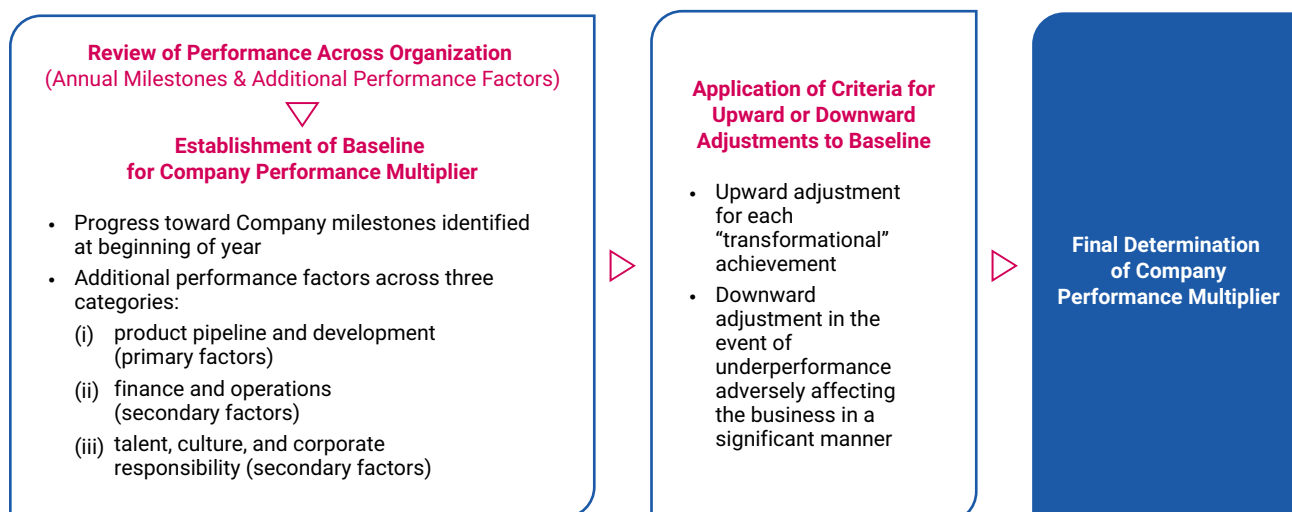 Review of Performance Across Organization
(Annual Milestones & Additional Performance Factors)
Establishment of Baseline
for Company Performance Multiplier
• Progress toward Company milestones identified
at beginning of year
• Additional performance factors across three
categories:
(i) product pipeline and development
(primary factors)
(ii) finance and operations
(secondary factors)
(iii) talent, culture, and corporate
responsibility (secondary factors)
Application of Criteria for
Upward or Downward
Adjustments to Baseline
• Upward adjustment
for each
“transformational”
achievement
• Downward
adjustment in the
event of
underperformance
adversely affecting
the business in a
significant manner
Final Determination
of Company
Performance Multiplier